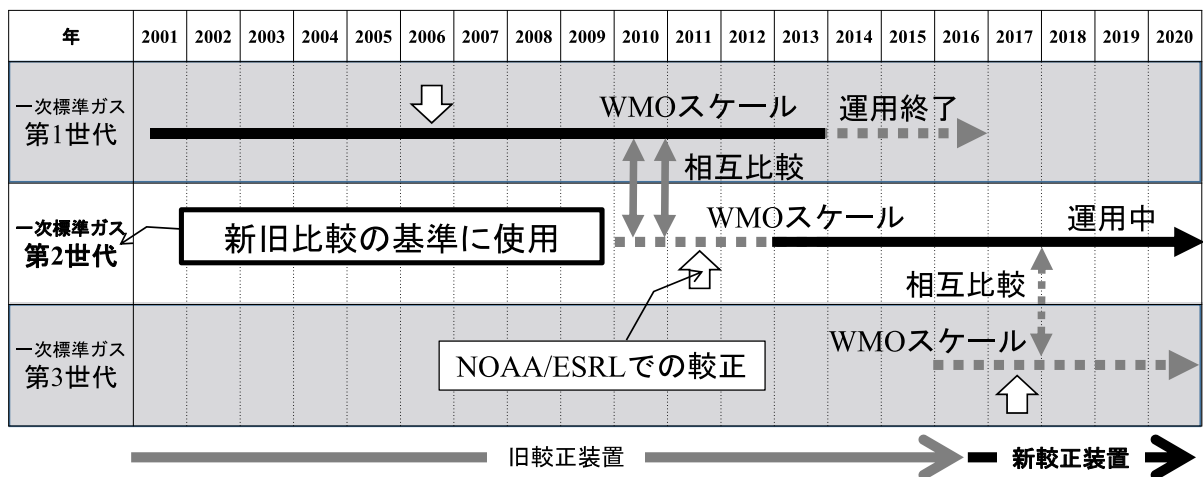 年 2001 2002 2003 2004 2005 2006 2007 2008 2009 2010 2011 2012 2013 2014 2015 2016 2017 2018 2019 2020
一次標準ガス
第1世代
WMOスケール 運用終了
相互比較
一次標準ガス
第2世代
新旧比較の基準に使用
WMOスケール 運用中
相互比較
一次標準ガス
第3世代
NOAA/ESRLでの較正
WMOスケール
旧較正装置 新較正装置